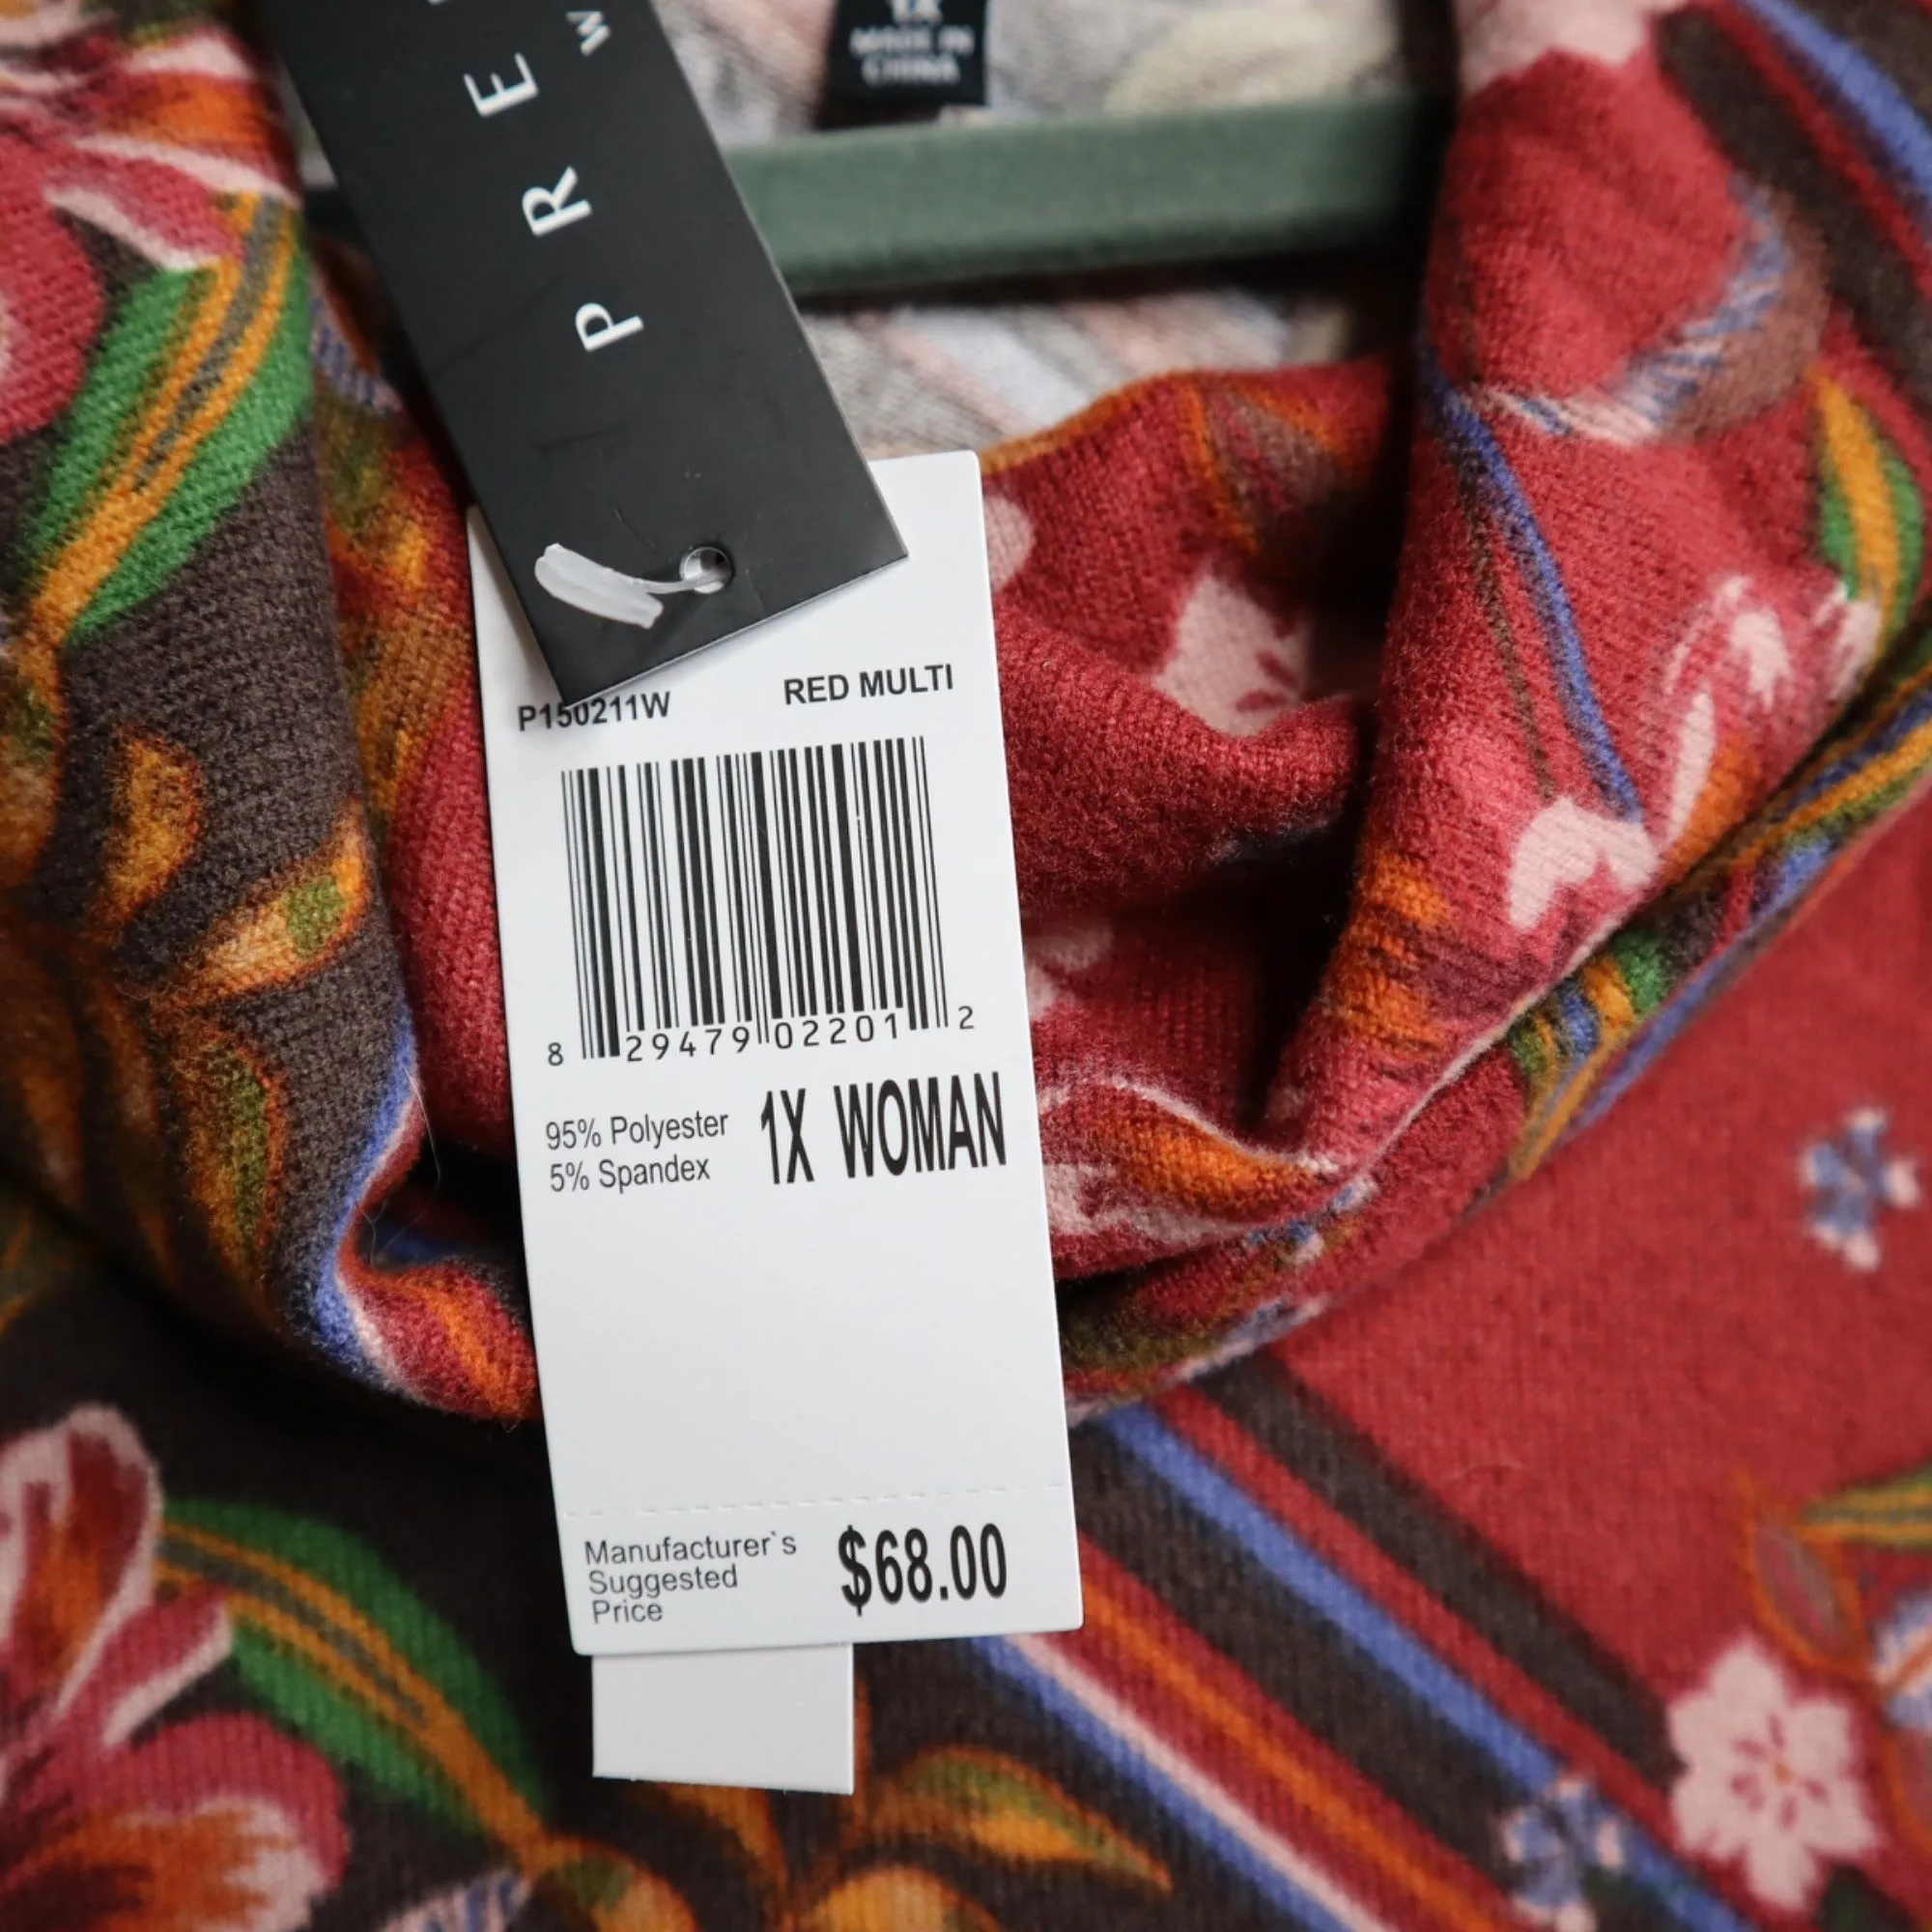 1X
MADE IN
CHINA
PRE
W
P150211W
RED MULTI
8 29479 02201 2
95% Polyester
5% Spandex
1X WOMAN
Manufacturer`s
Suggested
Price
$68.00